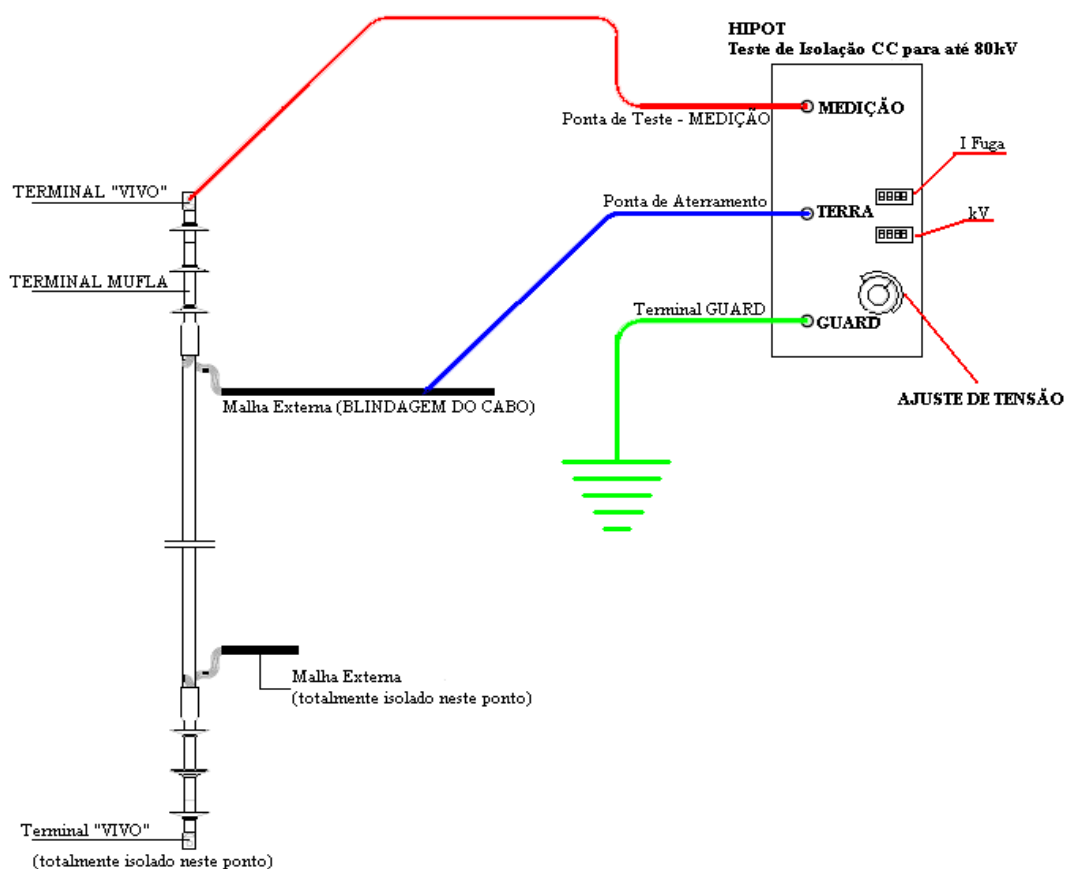 HIPOT
Teste de Isolação CC para até 80kV
MEDIÇÃO
Ponta de Teste - MEDIÇÃO
I Fuga
TERMINAL "VIVO"
Ponta de Aterramento
TERRA
kV
8888
8888
TERMINAL MUFLA
Terminal GUARD
GUARD
AJUSTE DE TENSÃO
Malha Externa (BLINDAGEM DO CABO)
Malha Externa
(totalmente isolado neste ponto)
Terminal "VIVO"
(totalmente isolado neste ponto)